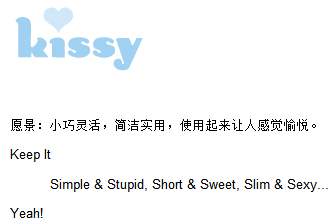 kissy
愿景：小巧灵活，简洁实用，使用起来让人感觉愉悦。
Keep It
Simple & Stupid, Short & Sweet, Slim & Sexy...
Yeah!